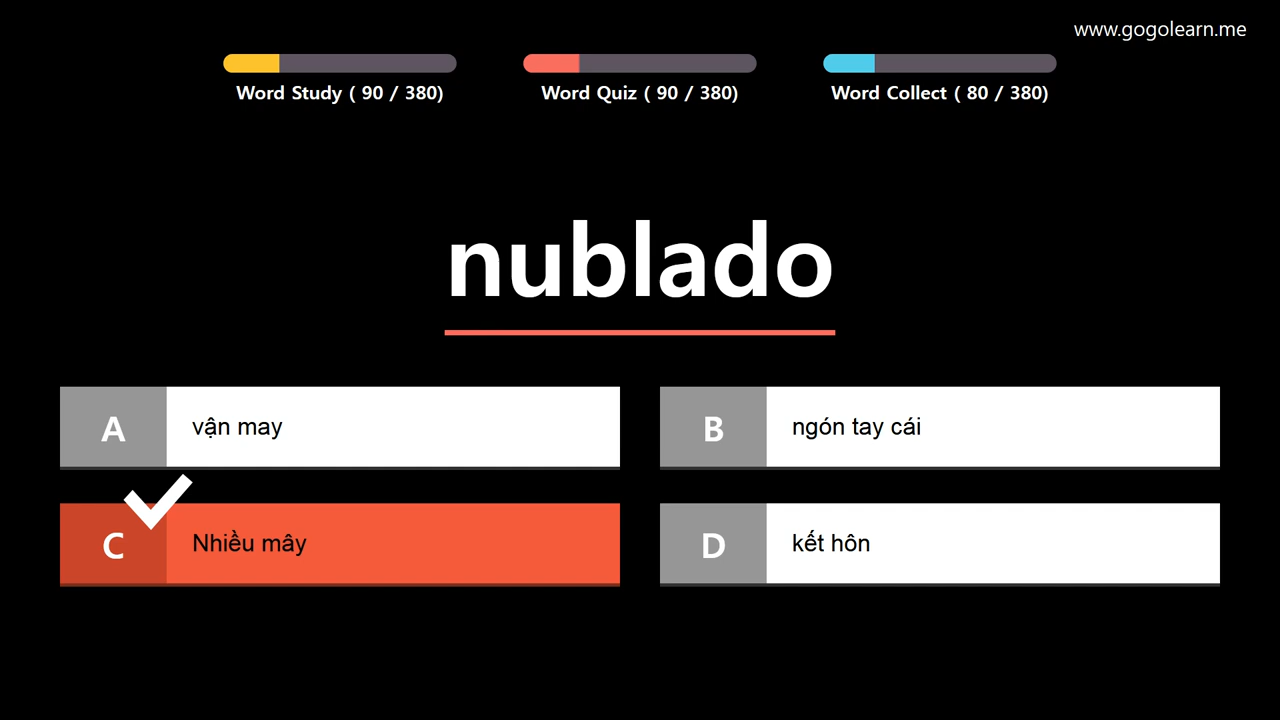 www.gogolearn.me
Word Study ( 90 / 380)
Word Quiz ( 90 / 380)
Word Collect ( 80 / 380)
nublado
A
vận may
B
ngón tay cái
C
Nhiều mây
D
kết hôn